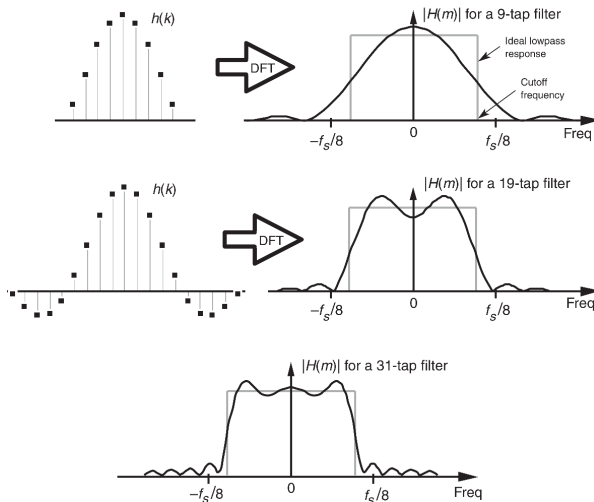 h(k)
DFT
|H(m)| for a 9-tap filter
Ideal lowpass
response
Cutoff
frequency
–fs/8
0
fs/8
Freq
h(k)
DFT
|H(m)| for a 19-tap filter
–fs/8
0
fs/8
Freq
|H(m)| for a 31-tap filter
–fs/8
0
fs/8
Freq